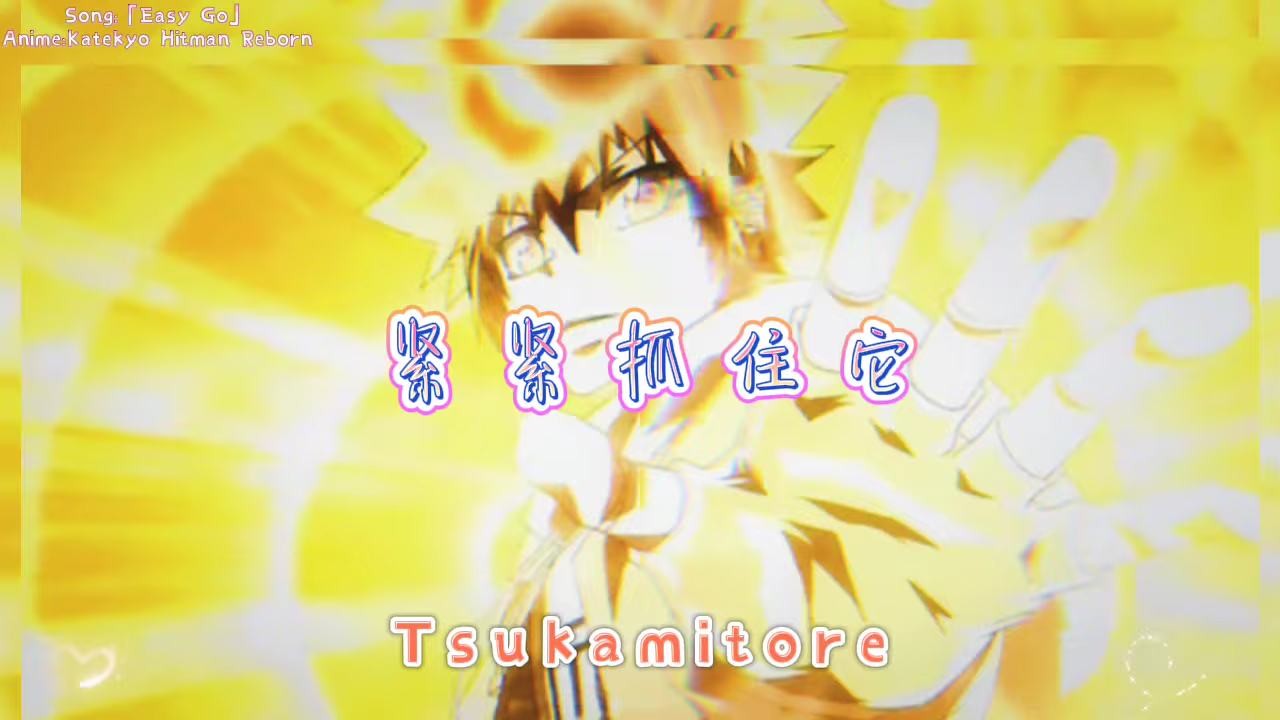 Song:「Easy Go」
Anime:Katekyo Hitman Reborn
紧紧抓住它
Tsukamitore